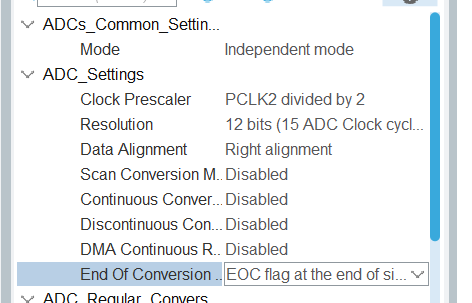 ADCs_Common_Settin...
Mode Independent mode
ADC_Settings
Clock Prescaler PCLK2 divided by 2
Resolution 12 bits (15 ADC Clock cycl...
Data Alignment Right alignment
Scan Conversion M... Disabled
Continuous Conver... Disabled
Discontinuous Con... Disabled
DMA Continuous R... Disabled
End Of Conversion ... EOC flag at the end of si...
ADC_Regular_Convers